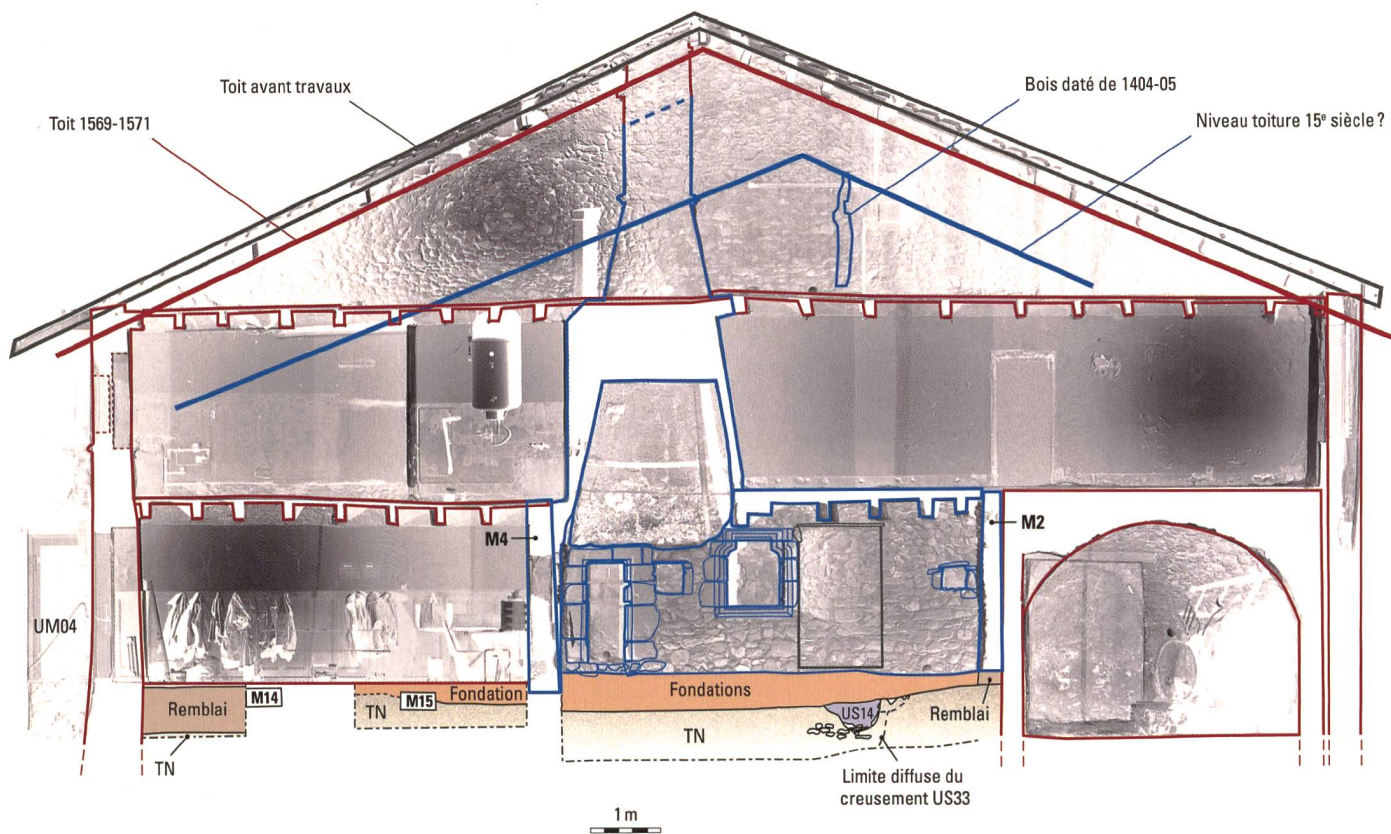 Toit avant travaux
Bois daté de 1404-05
Toit 1569-1571
Niveau toiture 15e siècle ?
M4
M2
UM04
Remblai
M14
M15
Fondation
TN
TN
Fondations
US14
Remblai
TN
Limite diffuse du
creusement US33
1 m